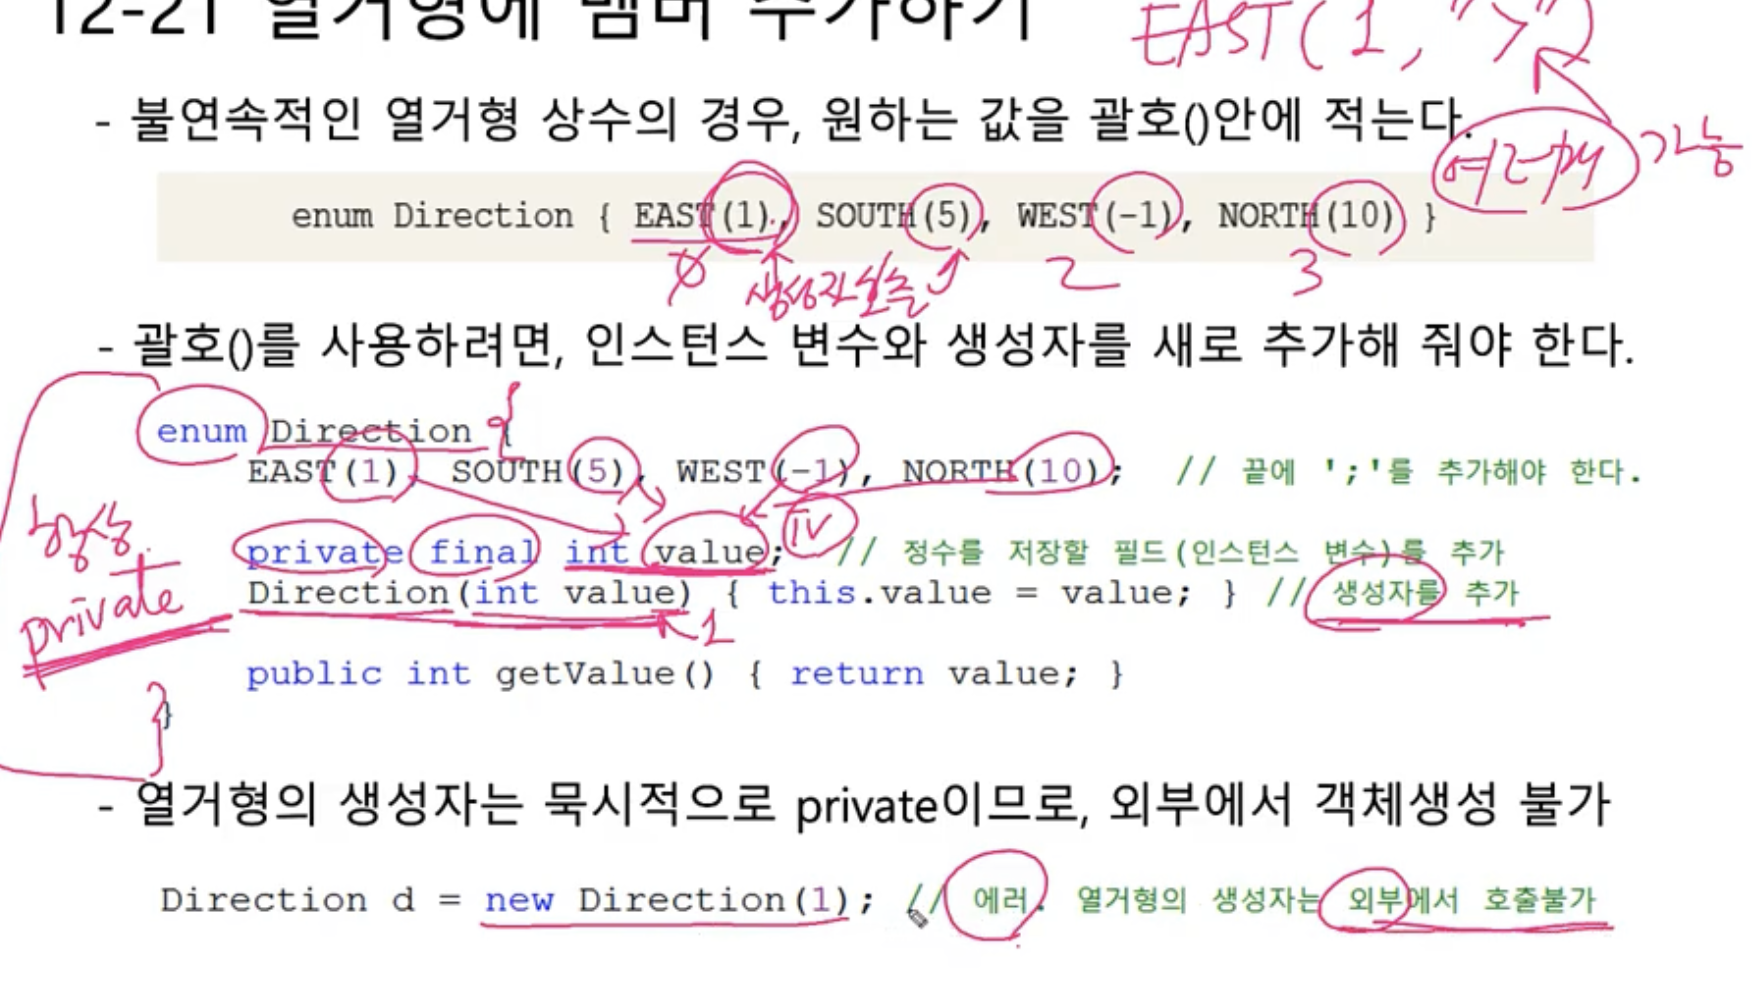 12-21 열거형에 멤버 추가하기
EAST(1, ">")
- 불연속적인 열거형 상수의 경우, 원하는 값을 괄호()안에 적는다.
여러개 가능
enum Direction { EAST(1), SOUTH(5), WEST(-1), NORTH(10) }
0 생성자호출 2 3
- 괄호()를 사용하려면, 인스턴스 변수와 생성자를 새로 추가해 줘야 한다.
enum Direction {
EAST(1), SOUTH(5), WEST(-1), NORTH(10); // 끝에 ';'를 추가해야 한다.
항상
private
private final int value; iv // 정수를 저장할 필드(인스턴스 변수)를 추가
Direction(int value) { this.value = value; } // 생성자를 추가
1
public int getValue() { return value; }
}
- 열거형의 생성자는 묵시적으로 private이므로, 외부에서 객체생성 불가
Direction d = new Direction(1); // 에러. 열거형의 생성자는 외부에서 호출불가